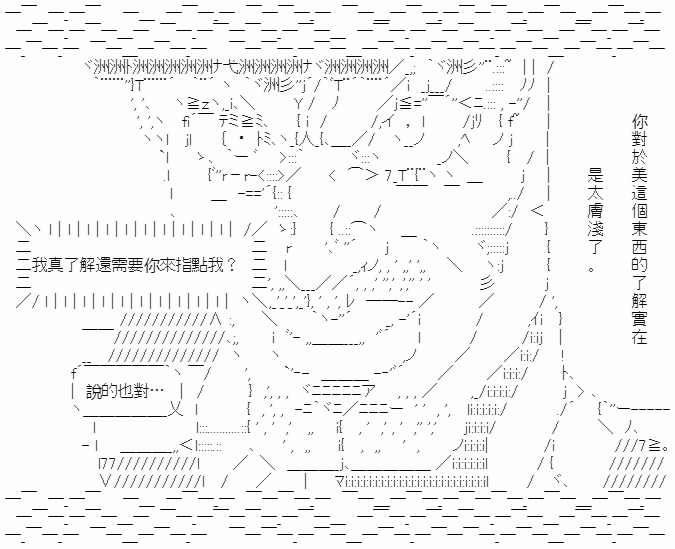 你對於美這個東西的了解實在
是太膚淺了。
我真了解還需要你來指點我？
說的也對…